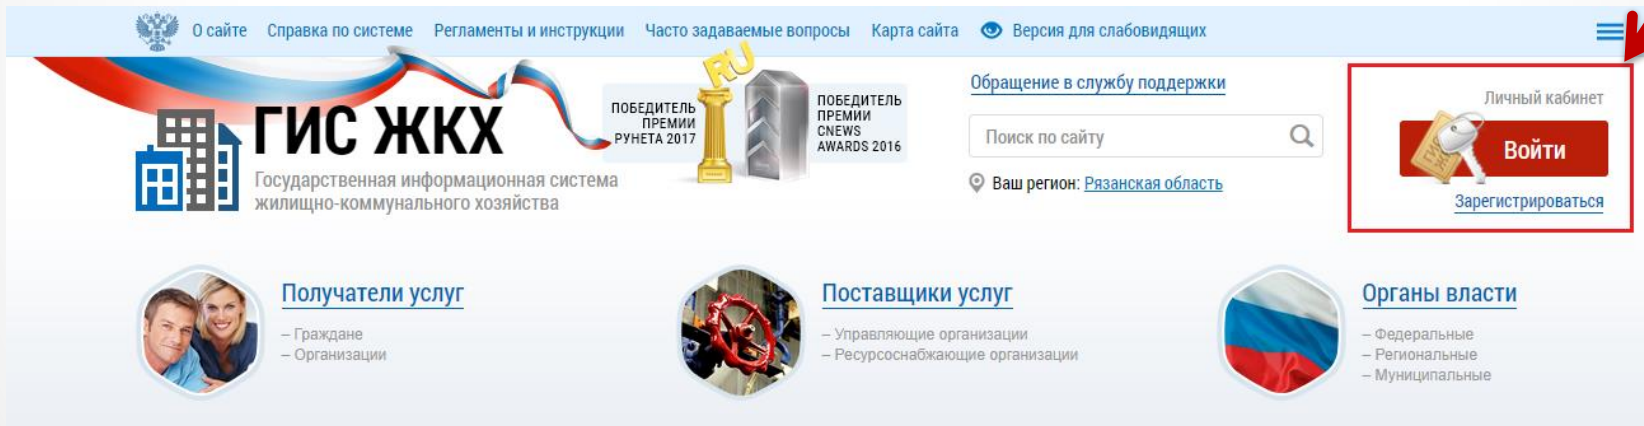 О сайте Справка по системе Регламенты и инструкции Часто задаваемые вопросы Карта сайта Версия для слабовидящих
ГИС ЖКХ
Государственная информационная система
жилищно-коммунального хозяйства
ПОБЕДИТЕЛЬ
ПРЕМИИ
РУНЕТА 2017
RU
ПОБЕДИТЕЛЬ
ПРЕМИИ
CNEWS
AWARDS 2016
Обращение в службу поддержки
Поиск по сайту
Ваш регион: Рязанская область
Личный кабинет
Войти
Зарегистрироваться
Получатели услуг
– Граждане
– Организации
Поставщики услуг
– Управляющие организации
– Ресурсоснабжающие организации
Органы власти
– Федеральные
– Региональные
– Муниципальные